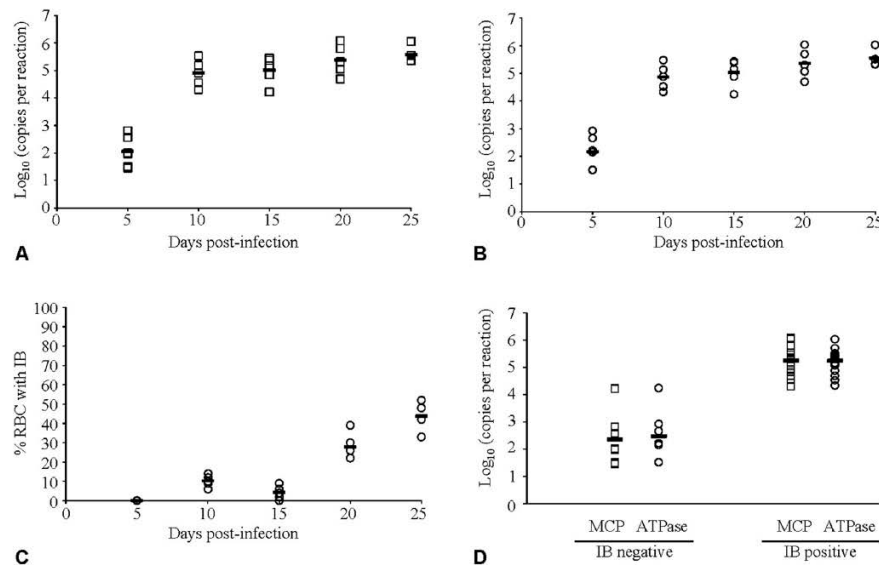 7
6
5
4
3
2
1
0
Log10 (copies per reaction)
0 5 10 15 20 25
Days post-infection
A
7
6
5
4
3
2
1
0
Log10 (copies per reaction)
0 5 10 15 20 25
Days post-infection
B
100
90
80
70
60
50
40
30
20
10
0
% RBC with IB
0 5 10 15 20 25
Days post-infection
C
7
6
5
4
3
2
1
0
Log10 (copies per reaction)
MCP ATPase MCP ATPase
IB negative IB positive
D